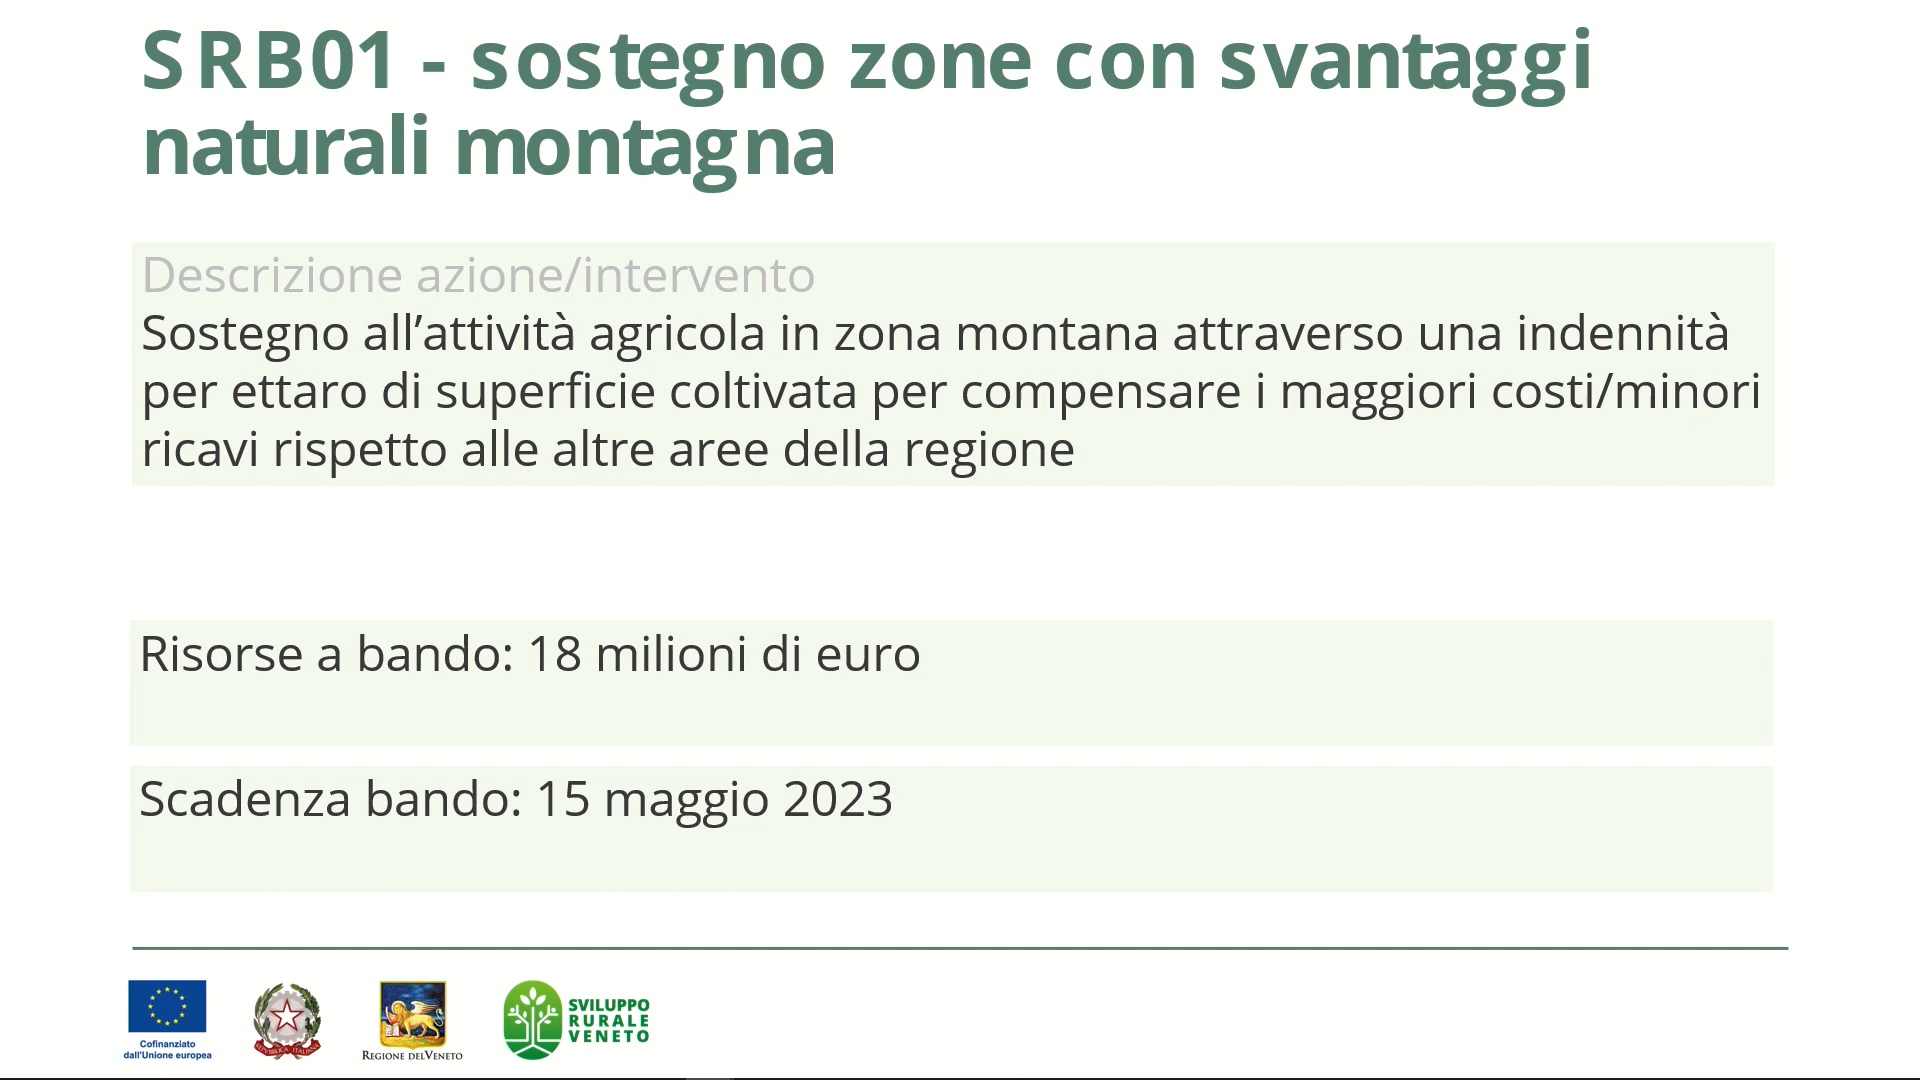 SRB01 - sostegno zone con svantaggi
naturali montagna
Descrizione azione/intervento
Sostegno all’attività agricola in zona montana attraverso una indennità
per ettaro di superficie coltivata per compensare i maggiori costi/minori
ricavi rispetto alle altre aree della regione
Risorse a bando: 18 milioni di euro
Scadenza bando: 15 maggio 2023
Cofinanziato
dall'Unione europea
REPVBBLICA ITALIANA
REGIONE DEL VENETO
SVILUPPO
RURALE
VENETO